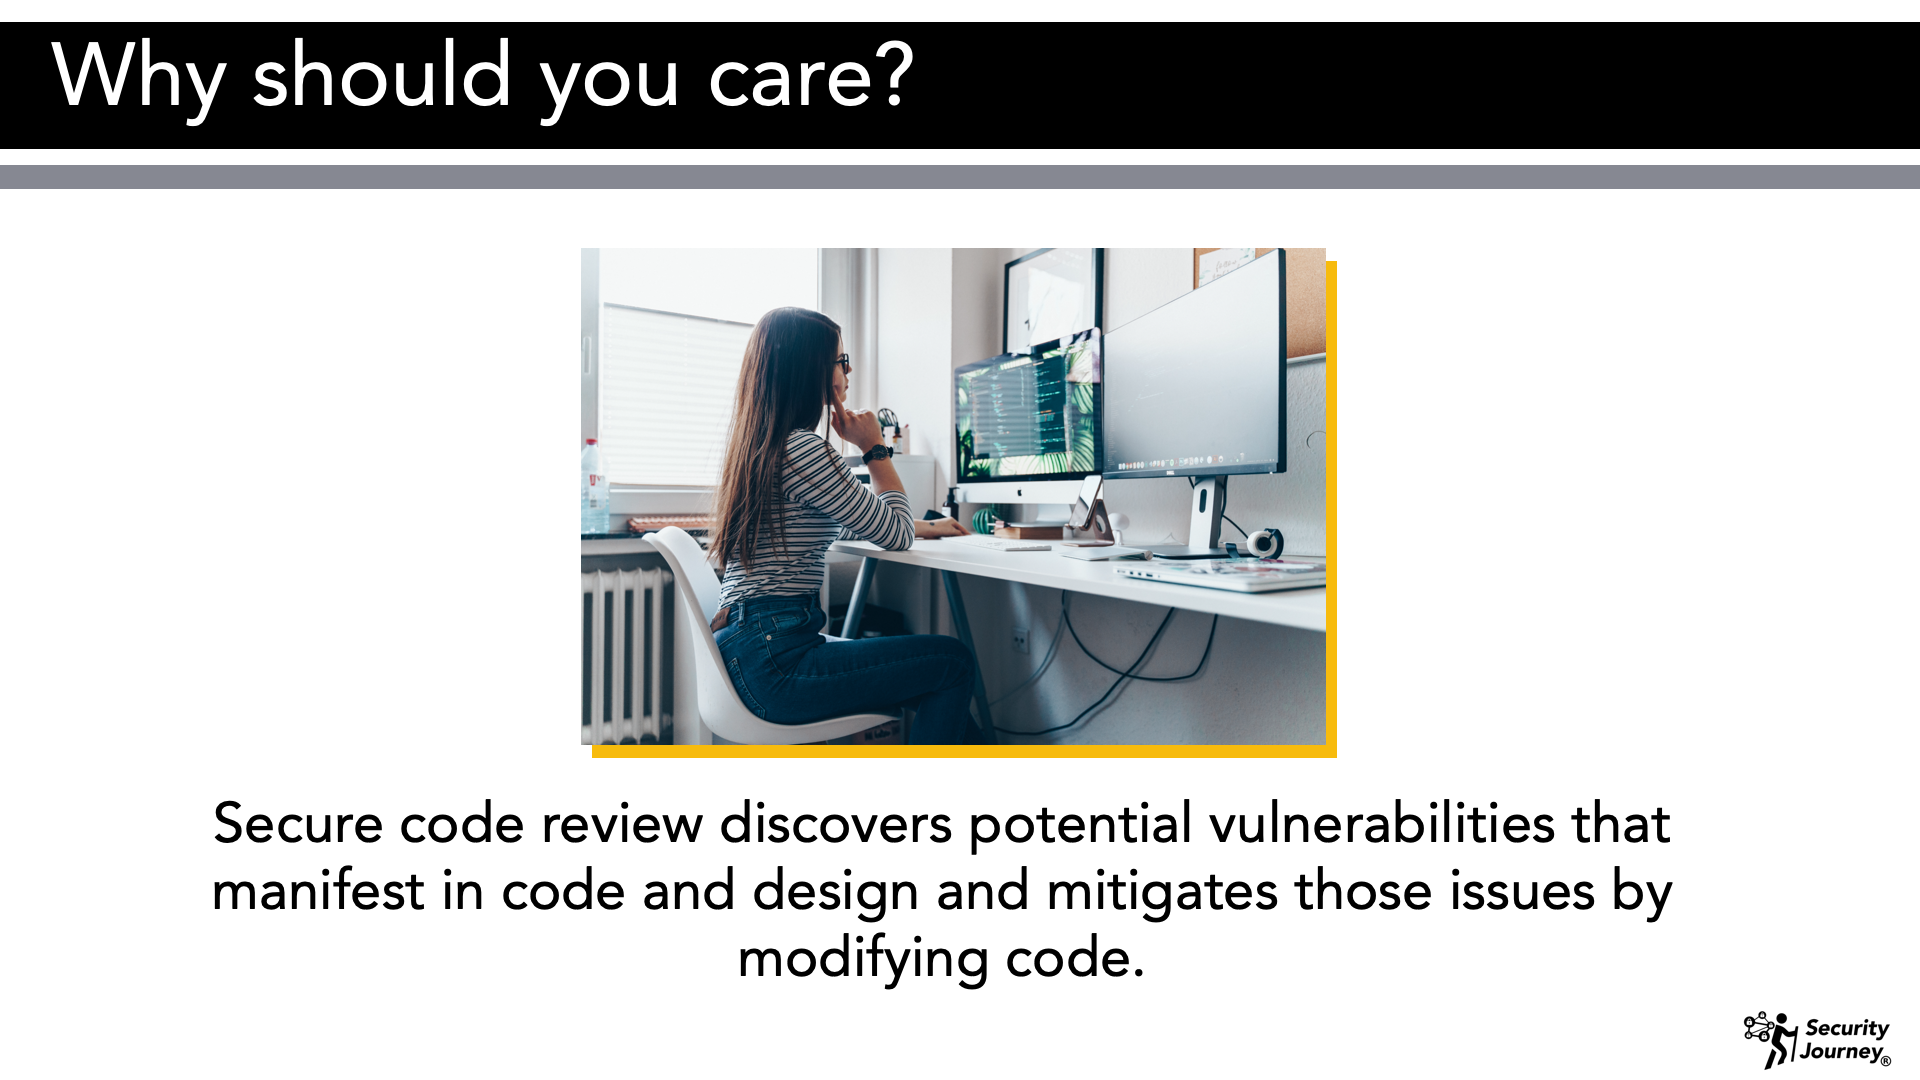 Why should you care?
Secure code review discovers potential vulnerabilities that
manifest in code and design and mitigates those issues by
modifying code.
Security
Journey®